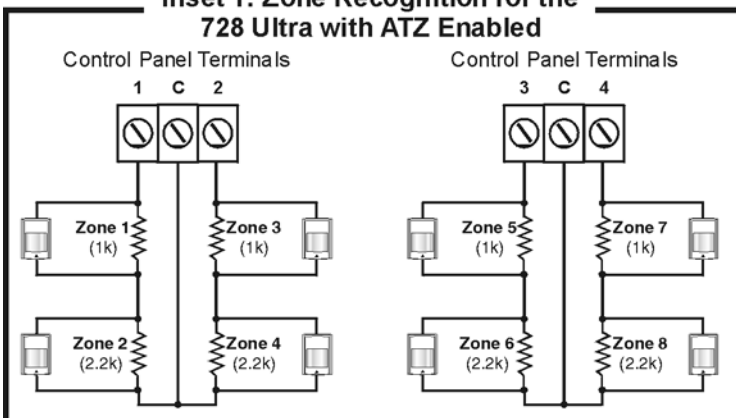 Inset 1: Zone Recognition for the
728 Ultra with ATZ Enabled
Control Panel Terminals
1 C 2
Zone 1
(1k)
Zone 3
(1k)
Zone 2
(2.2k)
Zone 4
(2.2k)
Control Panel Terminals
3 C 4
Zone 5
(1k)
Zone 7
(1k)
Zone 6
(2.2k)
Zone 8
(2.2k)